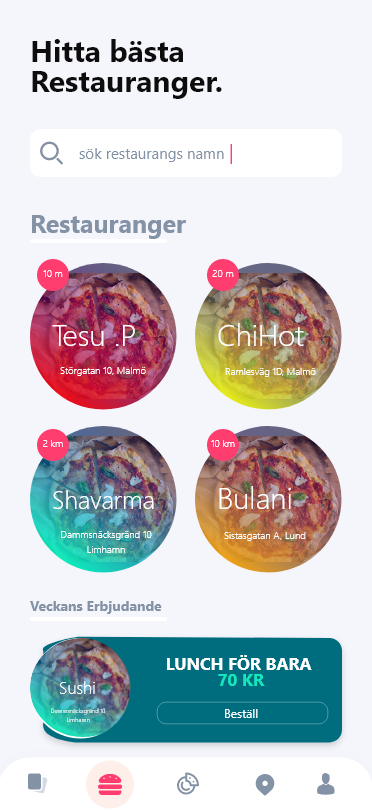 Hitta bästa
Restauranger.
sök restaurangs namn
Restauranger
10 m
Tesu .P
Störgatan 10, Malmö
20 m
ChiHot
Ramlesväg 1D, Malmö
2 km
Shavarma
Dammsnäcksgränd 10
Limhamn
10 km
Bulani
Sistasgatan A, Lund
Veckans Erbjudande
Sushi
Dammsnäcksgränd 10
Limhamn
LUNCH FÖR BARA
70 KR
Beställ